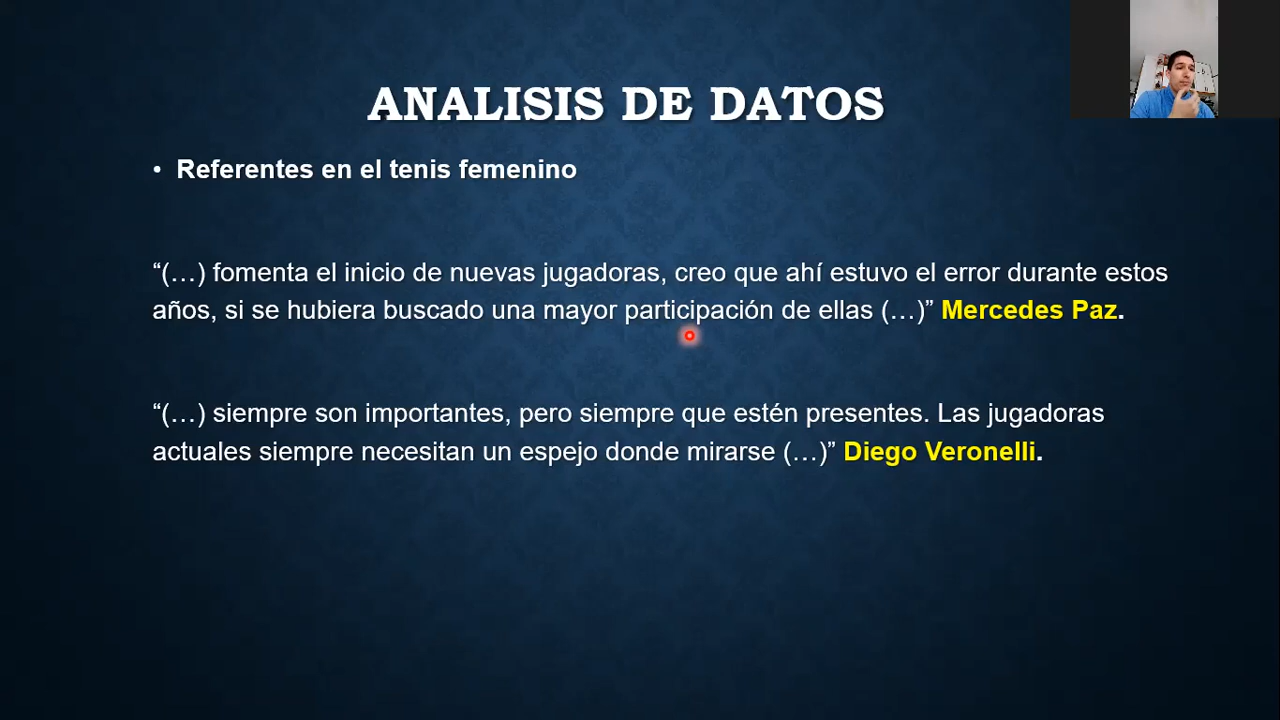 ANALISIS DE DATOS
• Referentes en el tenis femenino
“(…) fomenta el inicio de nuevas jugadoras, creo que ahí estuvo el error durante estos
años, si se hubiera buscado una mayor participación de ellas (…)” Mercedes Paz.
“(…) siempre son importantes, pero siempre que estén presentes. Las jugadoras
actuales siempre necesitan un espejo donde mirarse (…)” Diego Veronelli.